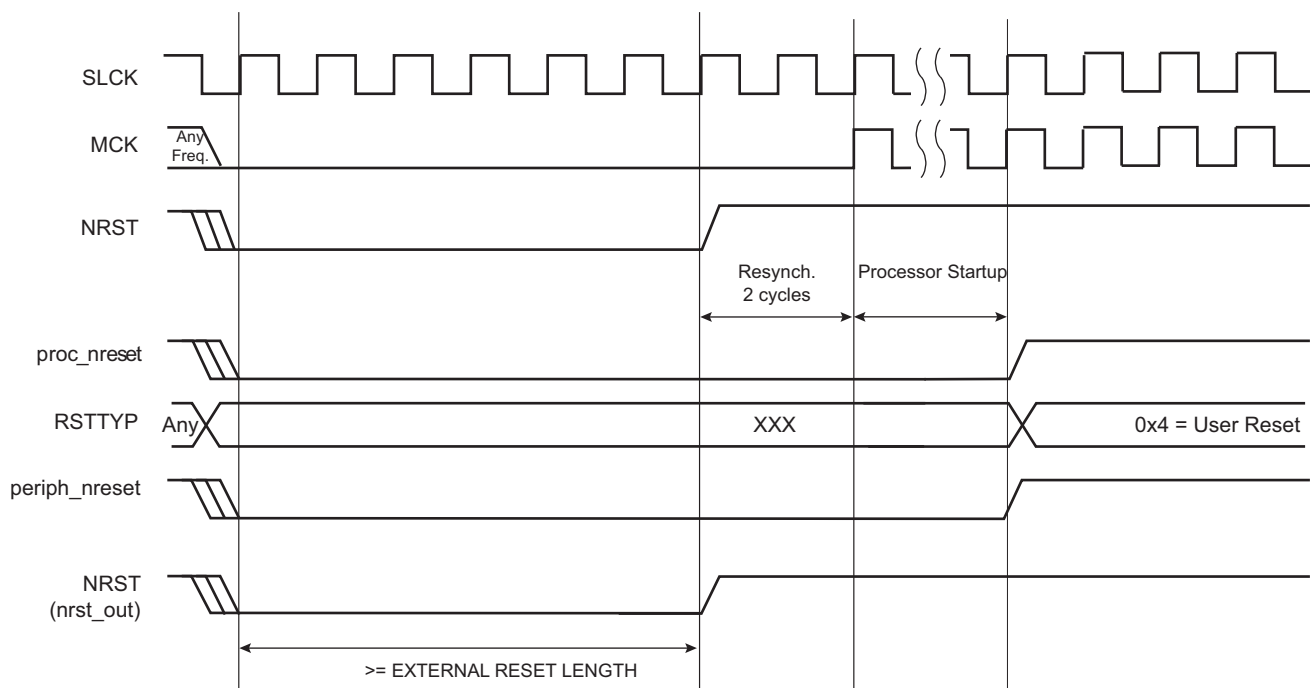 SLCK
MCK
Any
Freq.
NRST
Resynch.
2 cycles
Processor Startup
proc_nreset
RSTTYP
Any
XXX
0x4 = User Reset
periph_nreset
NRST
(nrst_out)
>= EXTERNAL RESET LENGTH